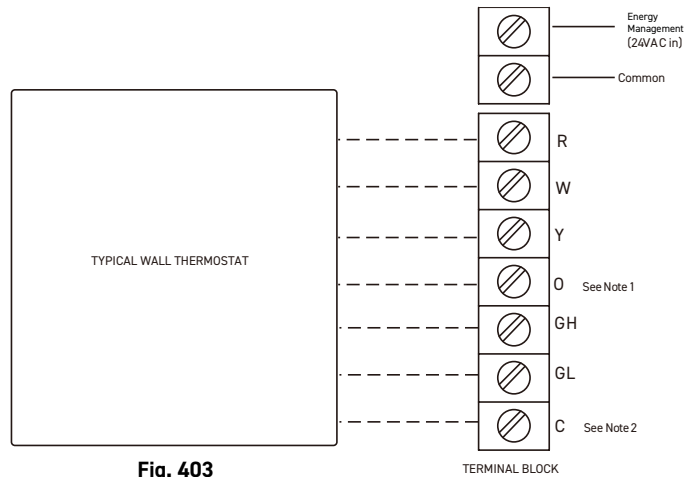 Energy
Management
(24VAC in)
Common
R
W
Y
TYPICAL WALL THERMOSTAT
O See Note 1
GH
GL
C See Note 2
Fig. 403
TERMINAL BLOCK